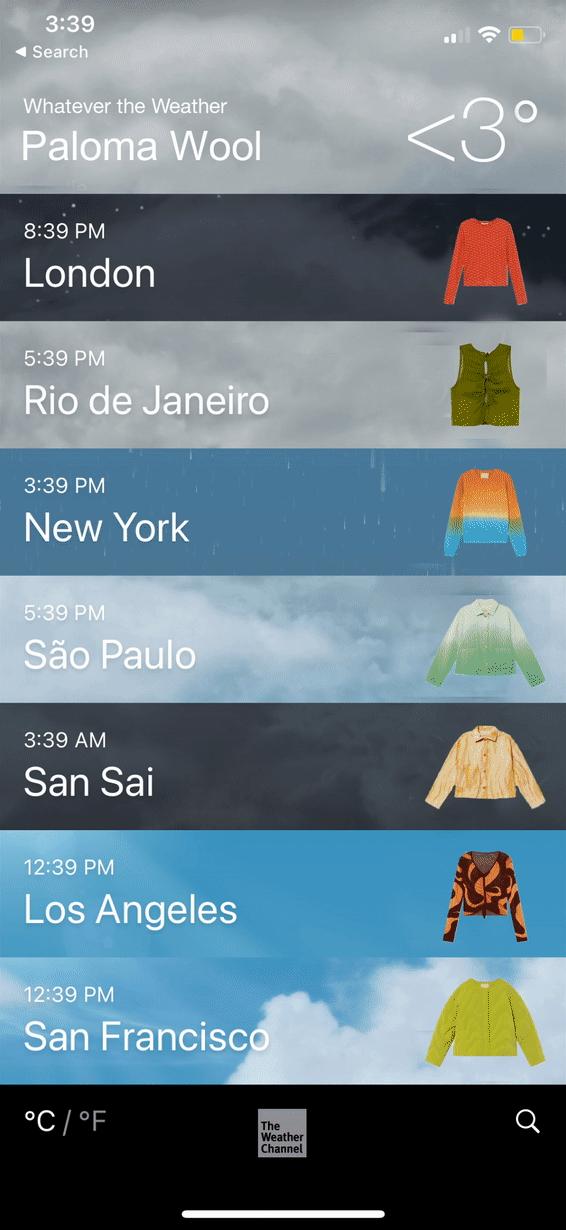 3:39
◀ Search
Whatever the Weather
Paloma Wool
<3°
8:39 PM
London
5:39 PM
Rio de Janeiro
3:39 PM
New York
5:39 PM
São Paulo
3:39 AM
San Sai
12:39 PM
Los Angeles
12:39 PM
San Francisco
°C / °F
The
Weather
Channel